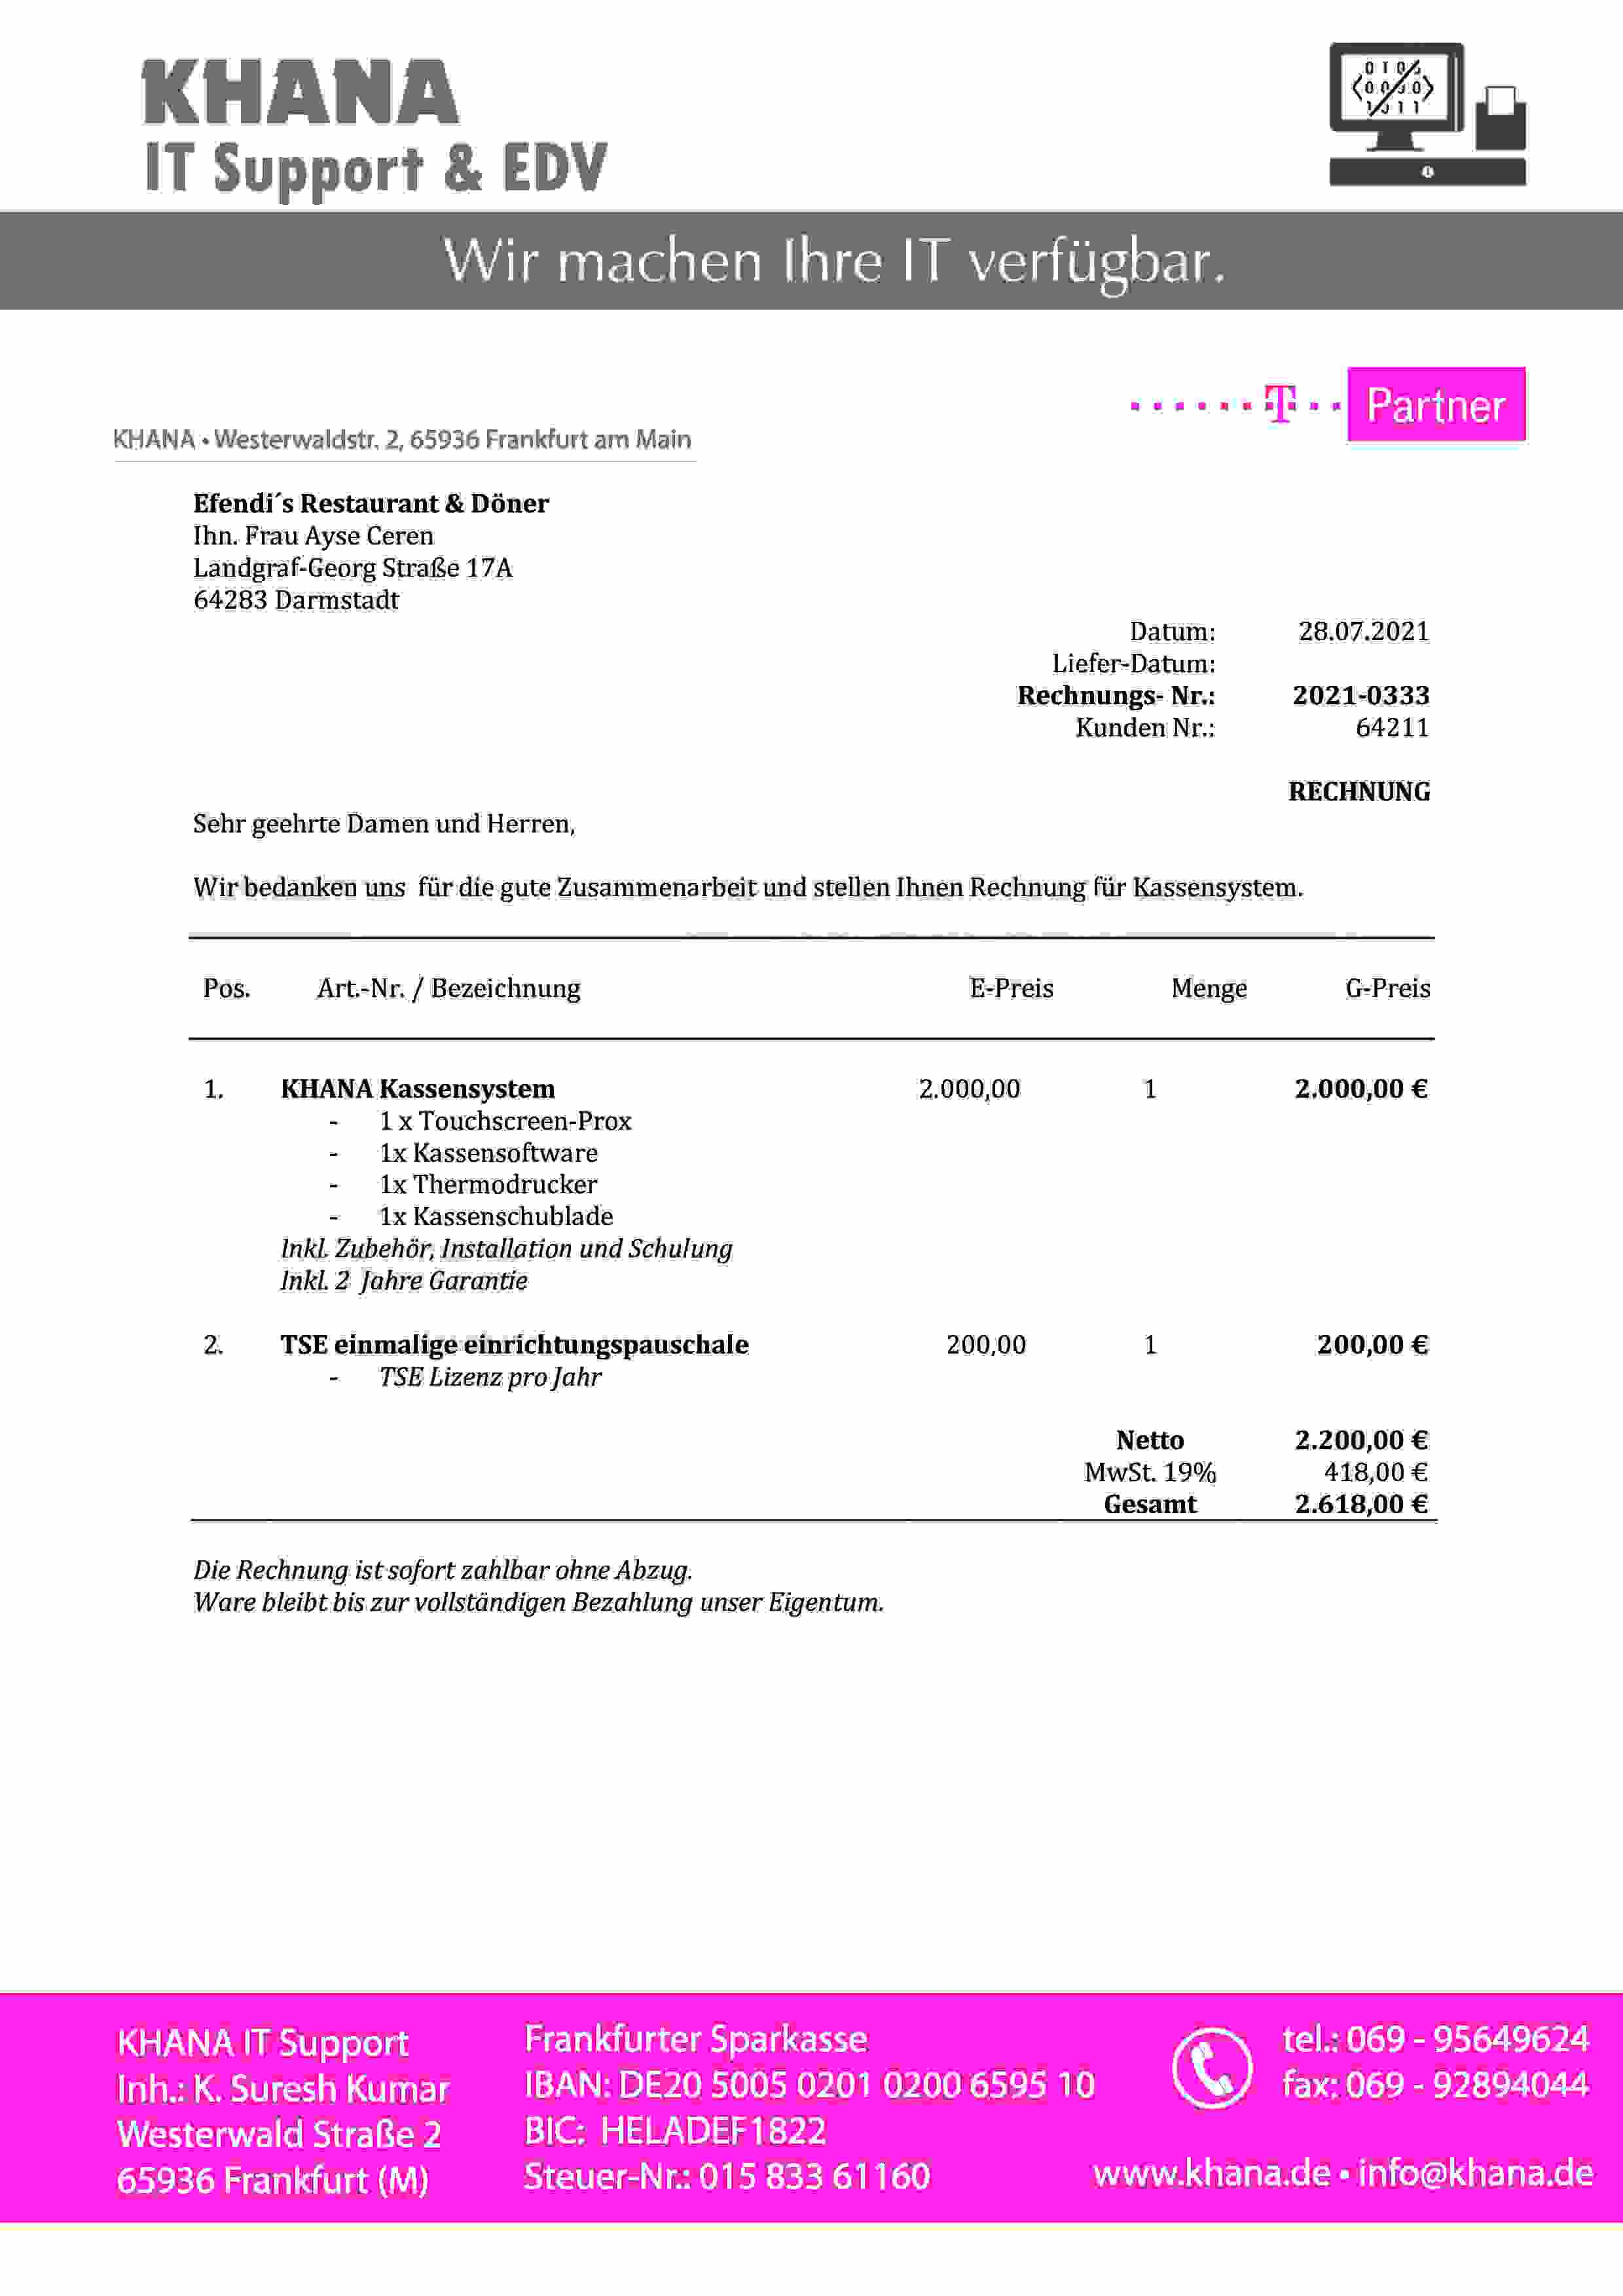 KHANA
IT Support & EDV
Wir machen Ihre IT verfügbar.
T Partner
KHANA • Westerwaldstr. 2, 65936 Frankfurt am Main
Efendi´s Restaurant & Döner
Ihn. Frau Ayse Ceren
Landgraf-Georg Straße 17A
64283 Darmstadt
Datum: 28.07.2021
Liefer-Datum:
Rechnungs- Nr.: 2021-0333
Kunden Nr.: 64211
RECHNUNG
Sehr geehrte Damen und Herren,
Wir bedanken uns für die gute Zusammenarbeit und stellen Ihnen Rechnung für Kassensystem.
Pos. Art.-Nr. / Bezeichnung E-Preis Menge G-Preis
1. KHANA Kassensystem 2.000,00 1 2.000,00 €
- 1 x Touchscreen-Prox
- 1x Kassensoftware
- 1x Thermodrucker
- 1x Kassenschublade
Inkl. Zubehör, Installation und Schulung
Inkl. 2 Jahre Garantie
2. TSE einmalige einrichtungspauschale 200,00 1 200,00 €
- TSE Lizenz pro Jahr
Netto 2.200,00 €
MwSt. 19% 418,00 €
Gesamt 2.618,00 €
Die Rechnung ist sofort zahlbar ohne Abzug.
Ware bleibt bis zur vollständigen Bezahlung unser Eigentum.
KHANA IT Support
Inh.: K. Suresh Kumar
Westerwald Straße 2
65936 Frankfurt (M)
Frankfurter Sparkasse
IBAN: DE20 5005 0201 0200 6595 10
BIC: HELADEF1822
Steuer-Nr.: 015 833 61160
tel.: 069 - 95649624
fax: 069 - 92894044
www.khana.de • info@khana.de